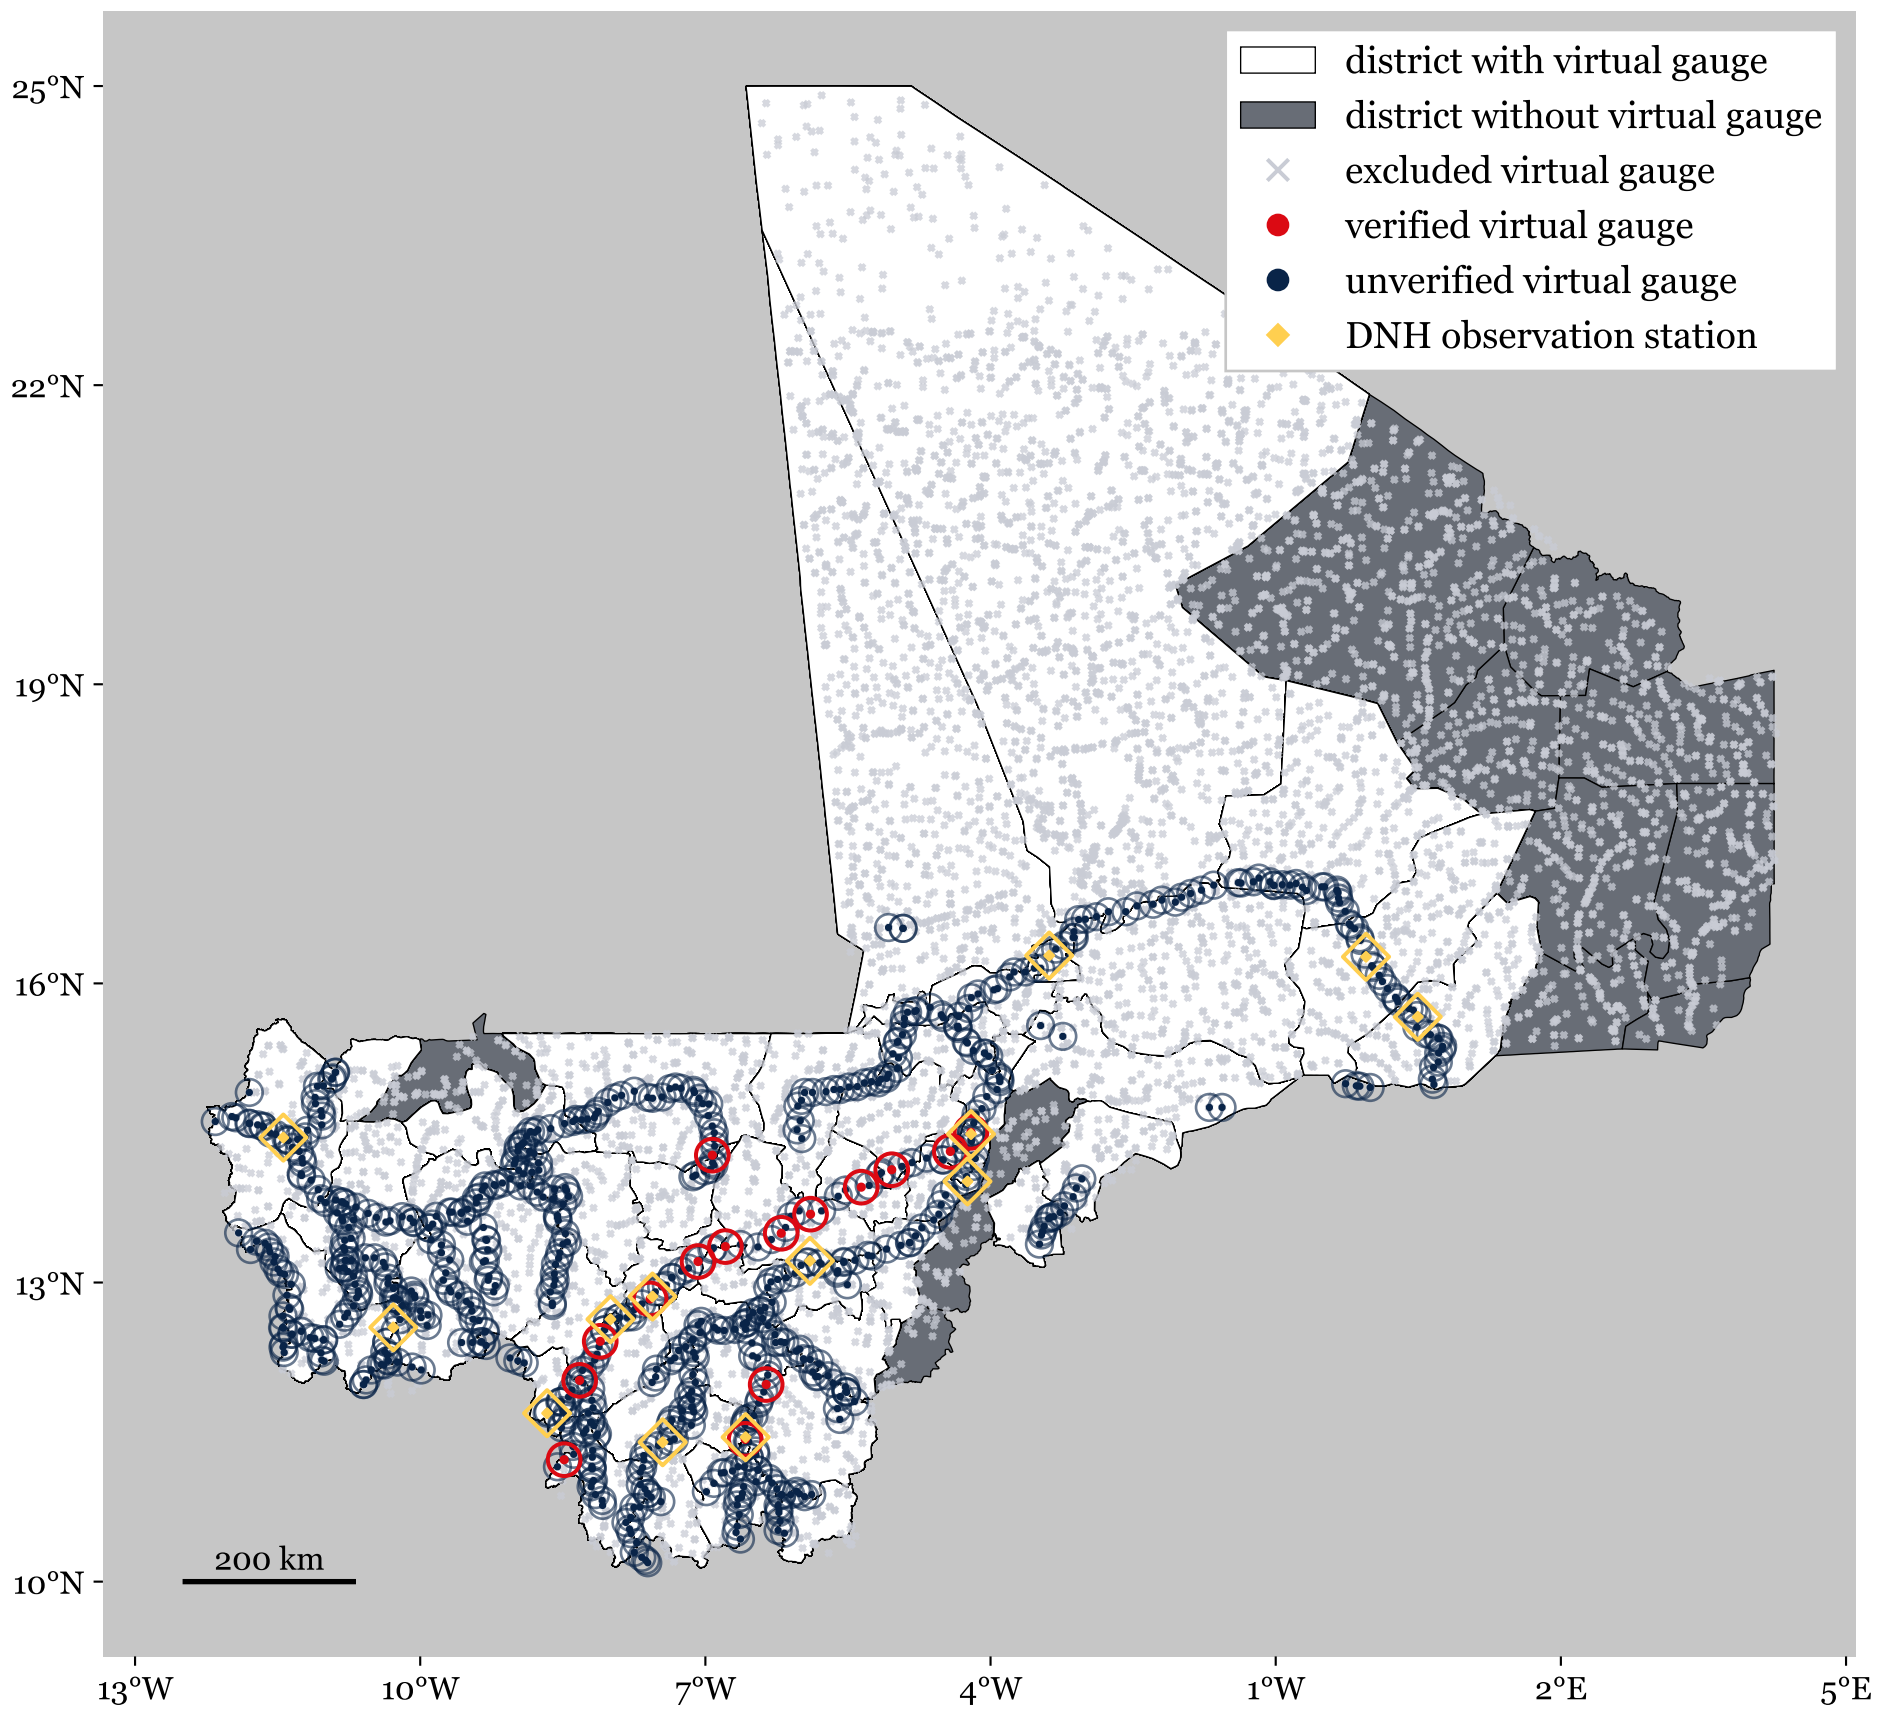 district with virtual gauge
district without virtual gauge
excluded virtual gauge
verified virtual gauge
unverified virtual gauge
DNH observation station
25°N
22°N
19°N
16°N
13°N
10°N
200 km
13°W
10°W
7°W
4°W
1°W
2°E
5°E